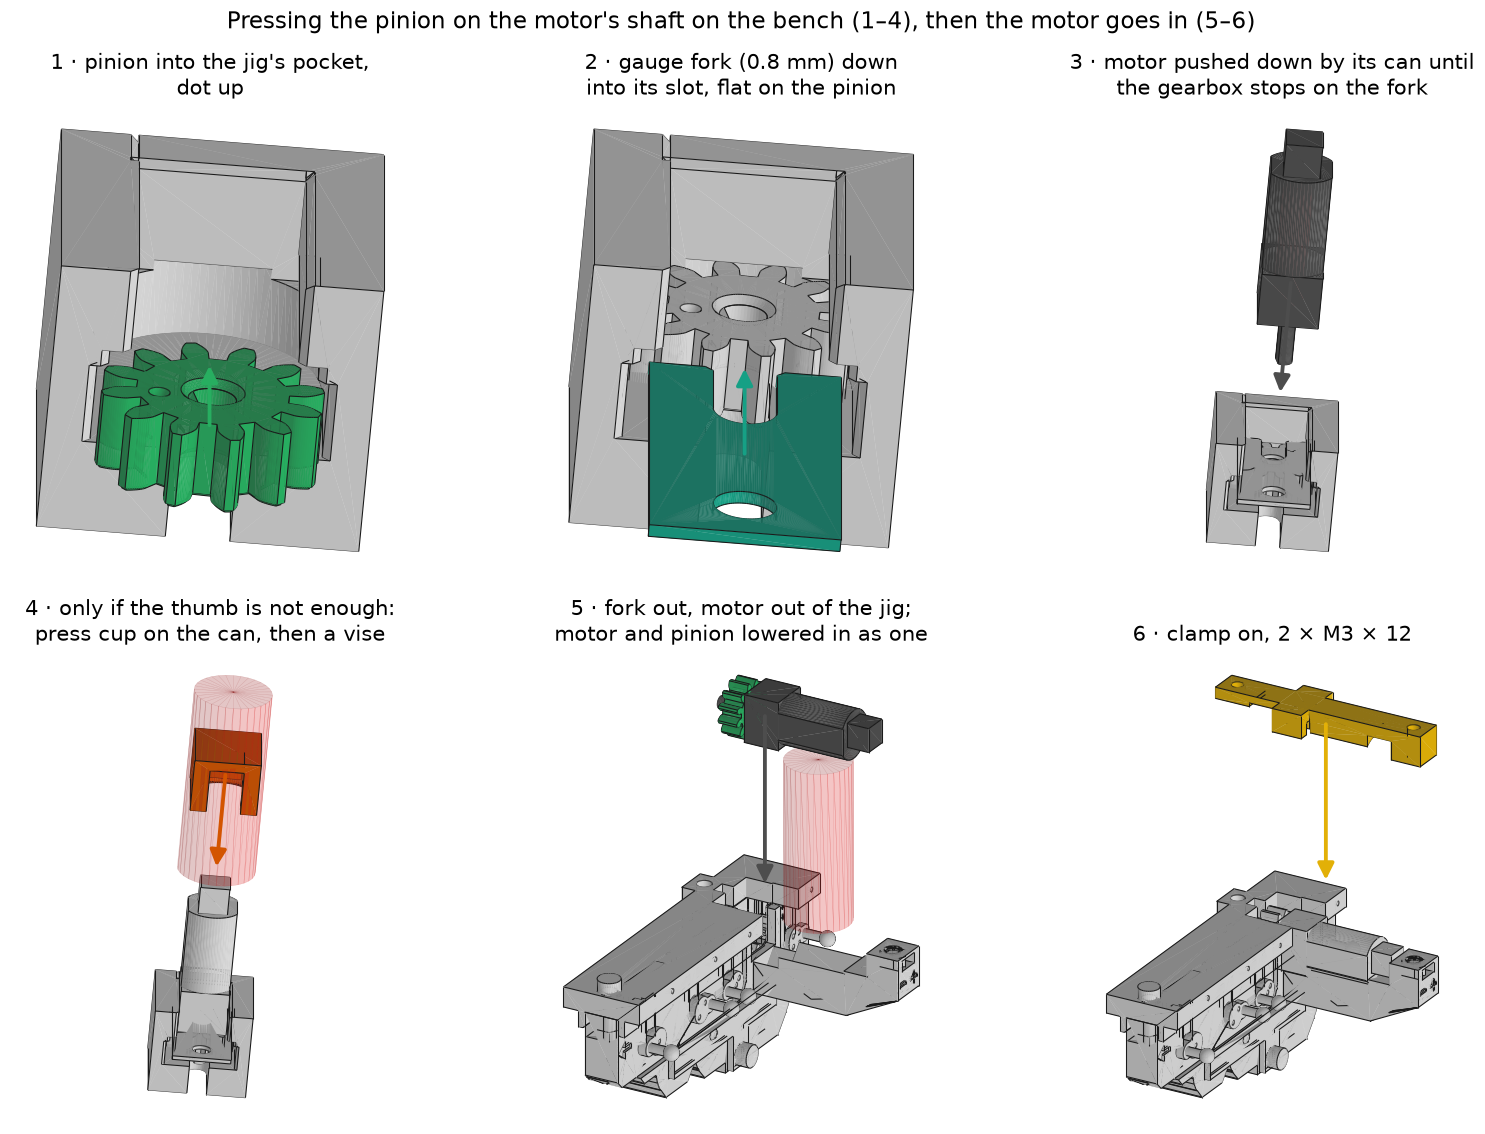 Pressing the pinion on the motor's shaft on the bench (1–4), then the motor goes in (5–6)
1 · pinion into the jig's pocket,
dot up
2 · gauge fork (0.8 mm) down
into its slot, flat on the pinion
3 · motor pushed down by its can until
the gearbox stops on the fork
4 · only if the thumb is not enough:
press cup on the can, then a vise
5 · fork out, motor out of the jig;
motor and pinion lowered in as one
6 · clamp on, 2 × M3 × 12